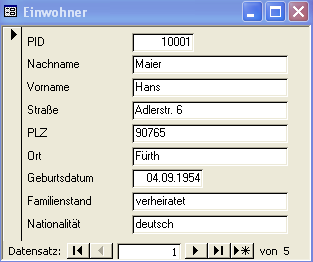 Einwohner
PID 10001
Nachname Maier
Vorname Hans
Straße Adlerstr. 6
PLZ 90765
Ort Fürth
Geburtsdatum 04.09.1954
Familienstand verheiratet
Nationalität deutsch
Datensatz: 1 von 5